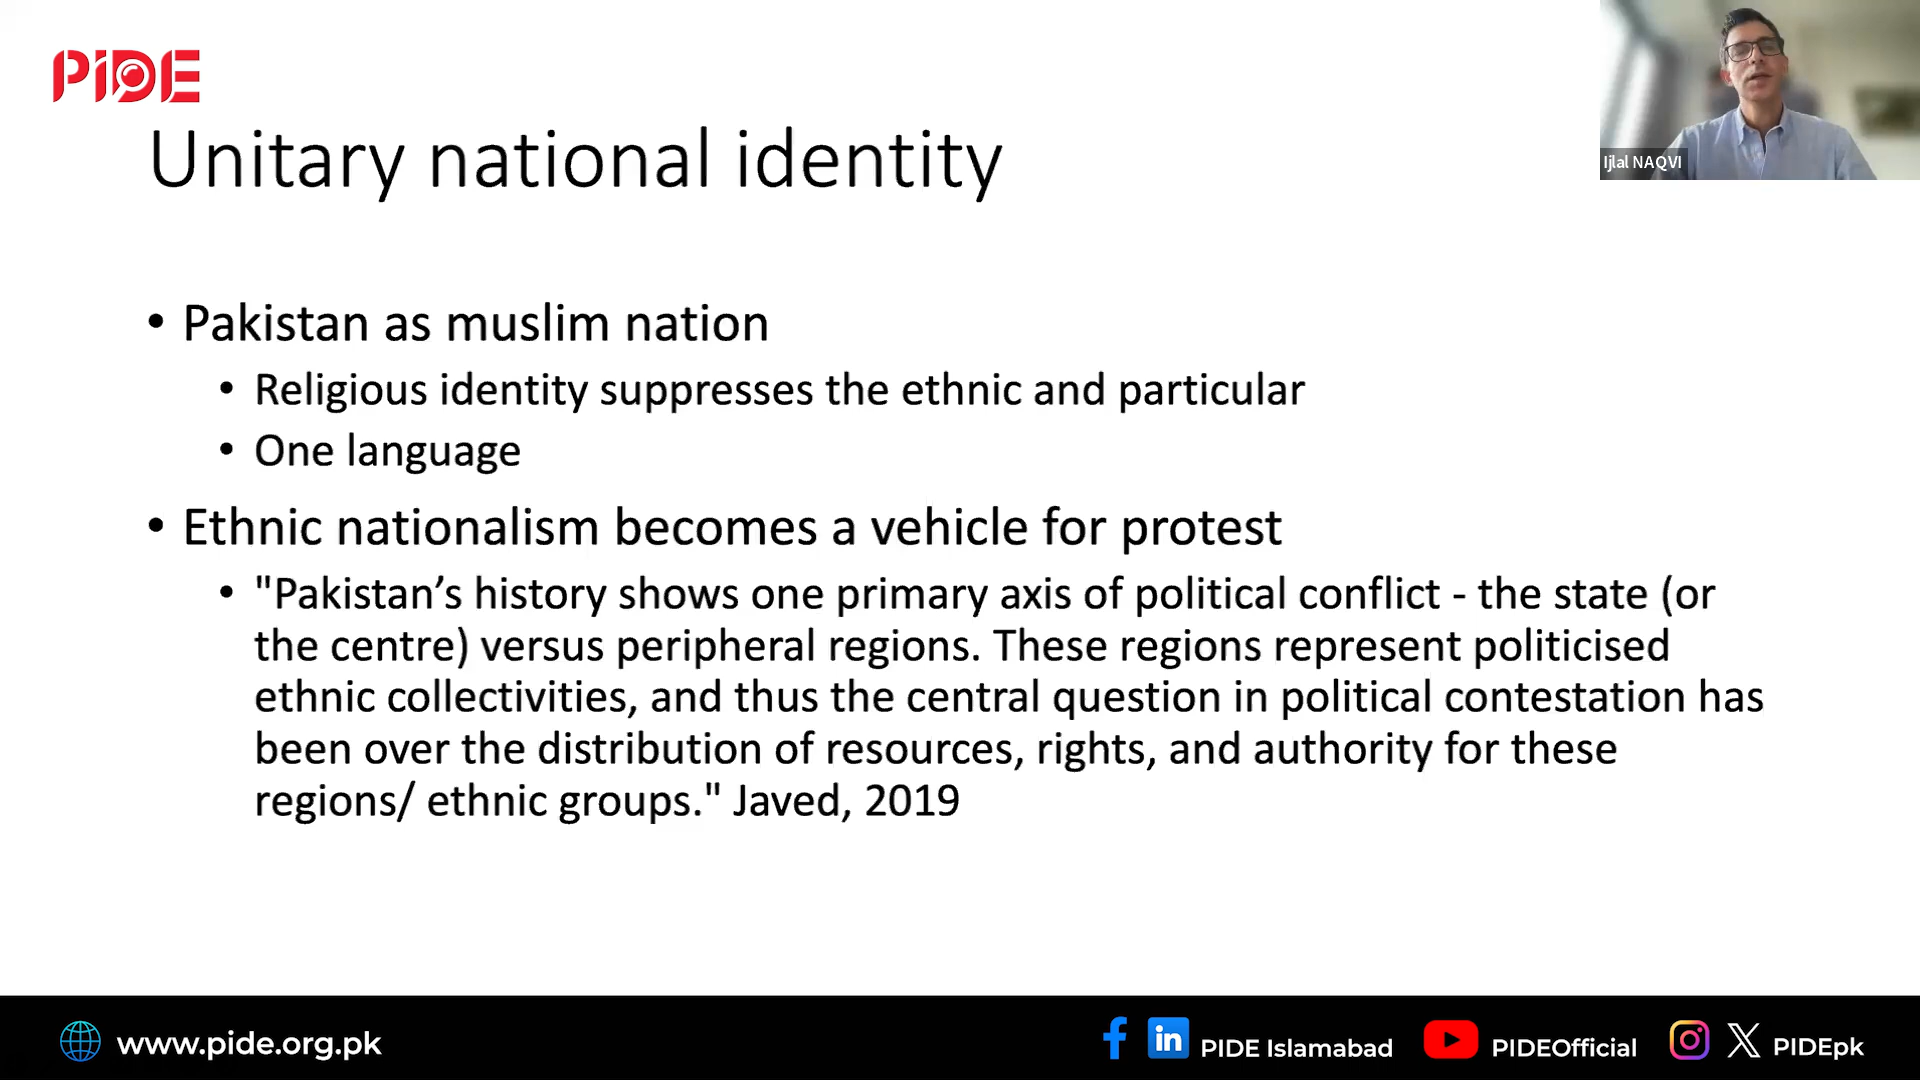 PIDE
Ijlal NAQVI
Unitary national identity
• Pakistan as muslim nation
• Religious identity suppresses the ethnic and particular
• One language
• Ethnic nationalism becomes a vehicle for protest
• "Pakistan’s history shows one primary axis of political conflict - the state (or
the centre) versus peripheral regions. These regions represent politicised
ethnic collectivities, and thus the central question in political contestation has
been over the distribution of resources, rights, and authority for these
regions/ ethnic groups." Javed, 2019
www.pide.org.pk
PIDE Islamabad
PIDEOfficial
PIDEpk